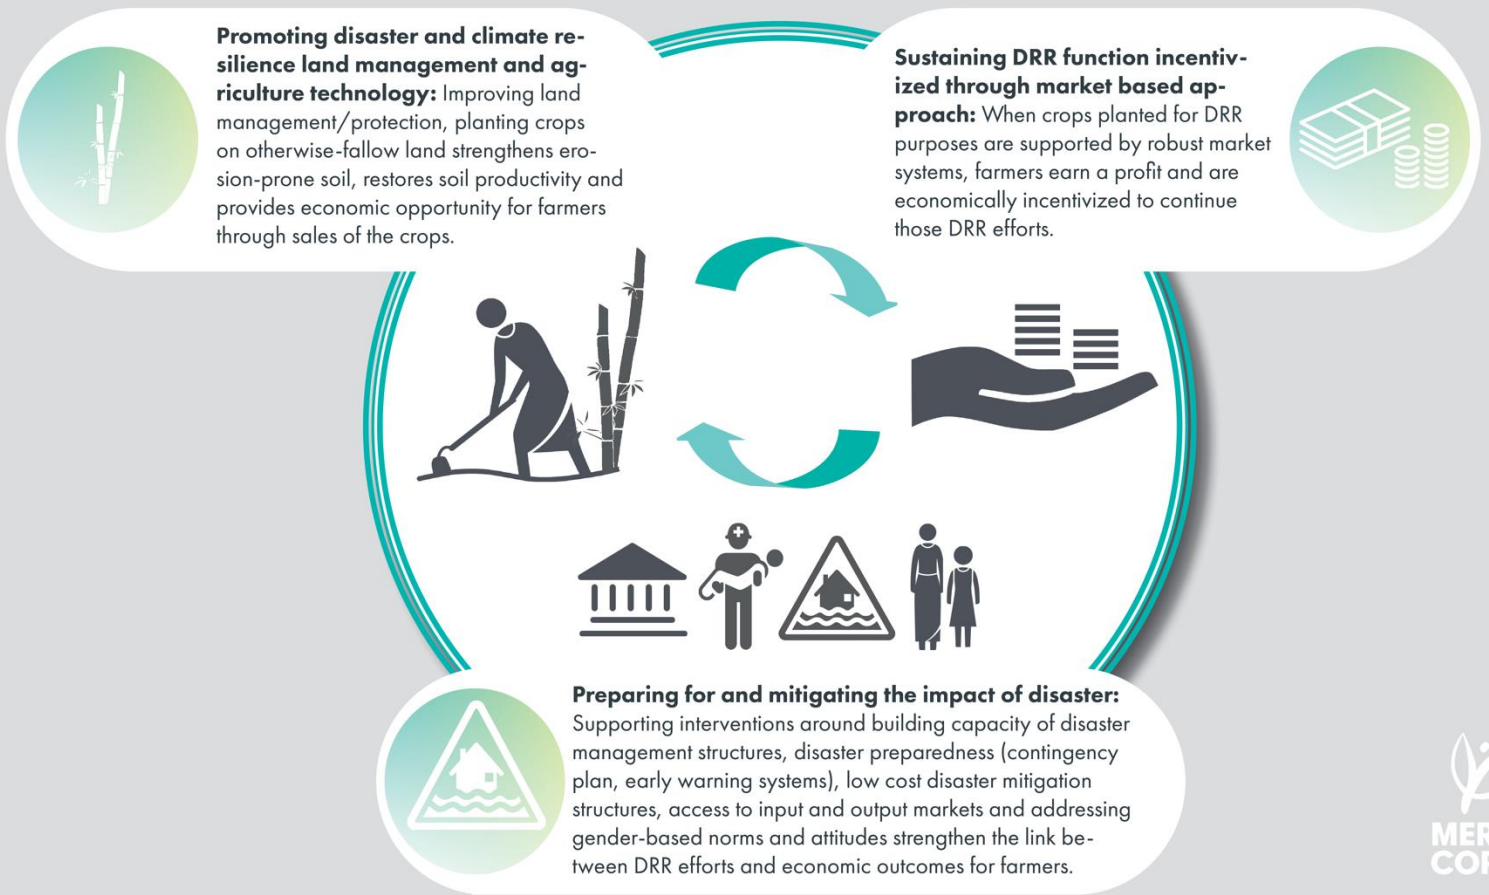 Promoting disaster and climate re-
silience land management and ag-
riculture technology: Improving land
management/protection, planting crops
on otherwise-fallow land strengthens ero-
sion-prone soil, restores soil productivity and
provides economic opportunity for farmers
through sales of the crops.
Sustaining DRR function incentiv-
ized through market based ap-
proach: When crops planted for DRR
purposes are supported by robust market
systems, farmers earn a profit and are
economically incentivized to continue
those DRR efforts.
Preparing for and mitigating the impact of disaster:
Supporting interventions around building capacity of disaster
management structures, disaster preparedness (contingency
plan, early warning systems), low cost disaster mitigation
structures, access to input and output markets and addressing
gender-based norms and attitudes strengthen the link be-
tween DRR efforts and economic outcomes for farmers.